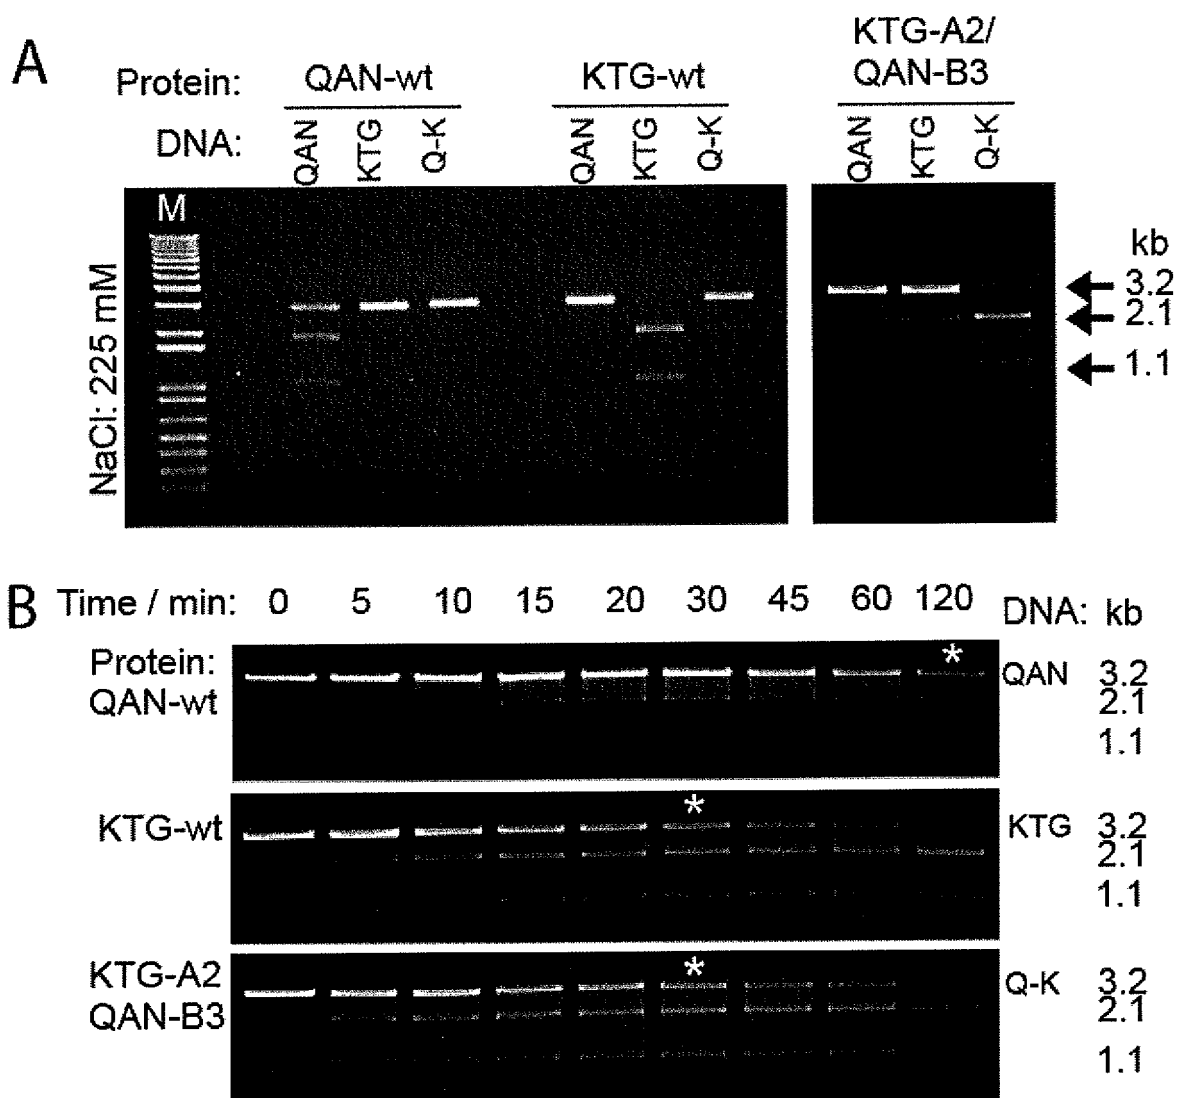 A
Protein: QAN-wt KTG-wt KTG-A2/
QAN-B3
DNA: QAN KTG Q-K QAN KTG Q-K QAN KTG Q-K
M
NaCl: 225 mM
kb
3.2
2.1
1.1
B
Time / min: 0 5 10 15 20 30 45 60 120 DNA: kb
Protein:
QAN-wt
*
QAN 3.2
2.1
1.1
KTG-wt
*
KTG 3.2
2.1
1.1
KTG-A2
QAN-B3
*
Q-K 3.2
2.1
1.1